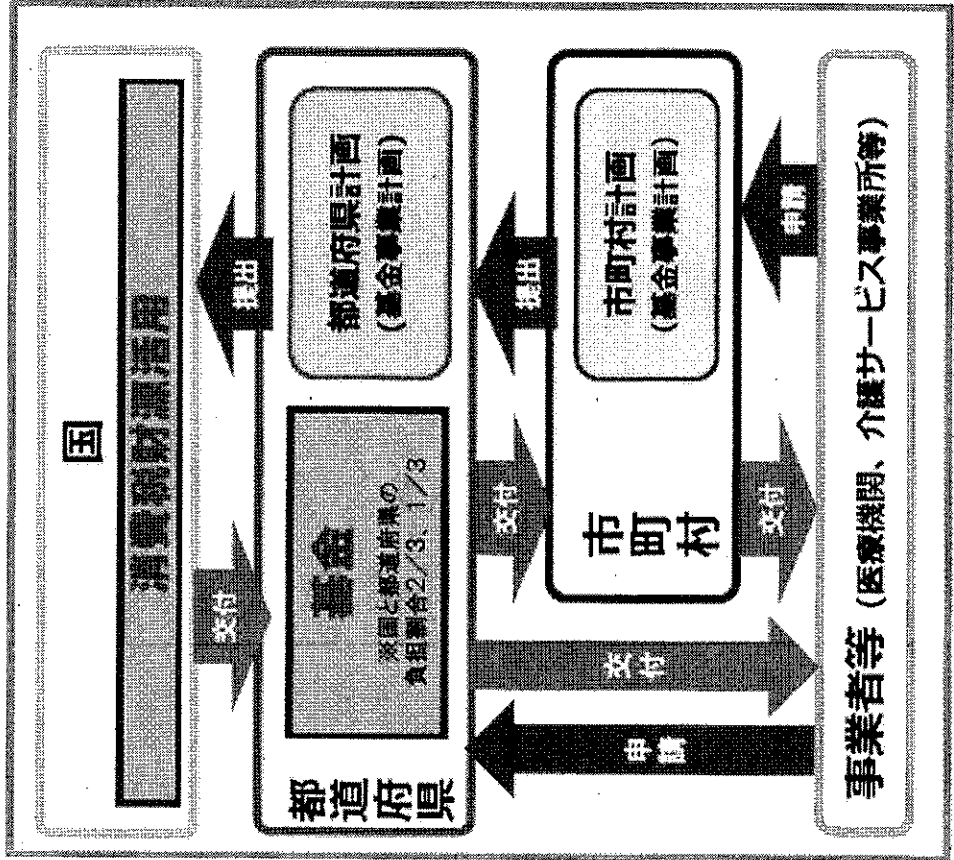 国
消費税財源活用
交付
提出
都道府県
基金
※国と都道府県の
負担割合2/3、1/3
都道府県計画
(基金事業計画)
申請
交付
交付
提出
市町村
市町村計画
(基金事業計画)
交付
申請
事業者等(医療機関、介護サービス事業所等)